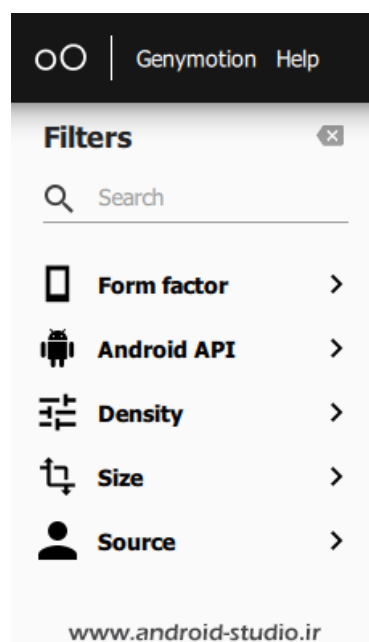 Genymotion Help
Filters
Search
Form factor
Android API
Density
Size
Source
www.android-studio.ir